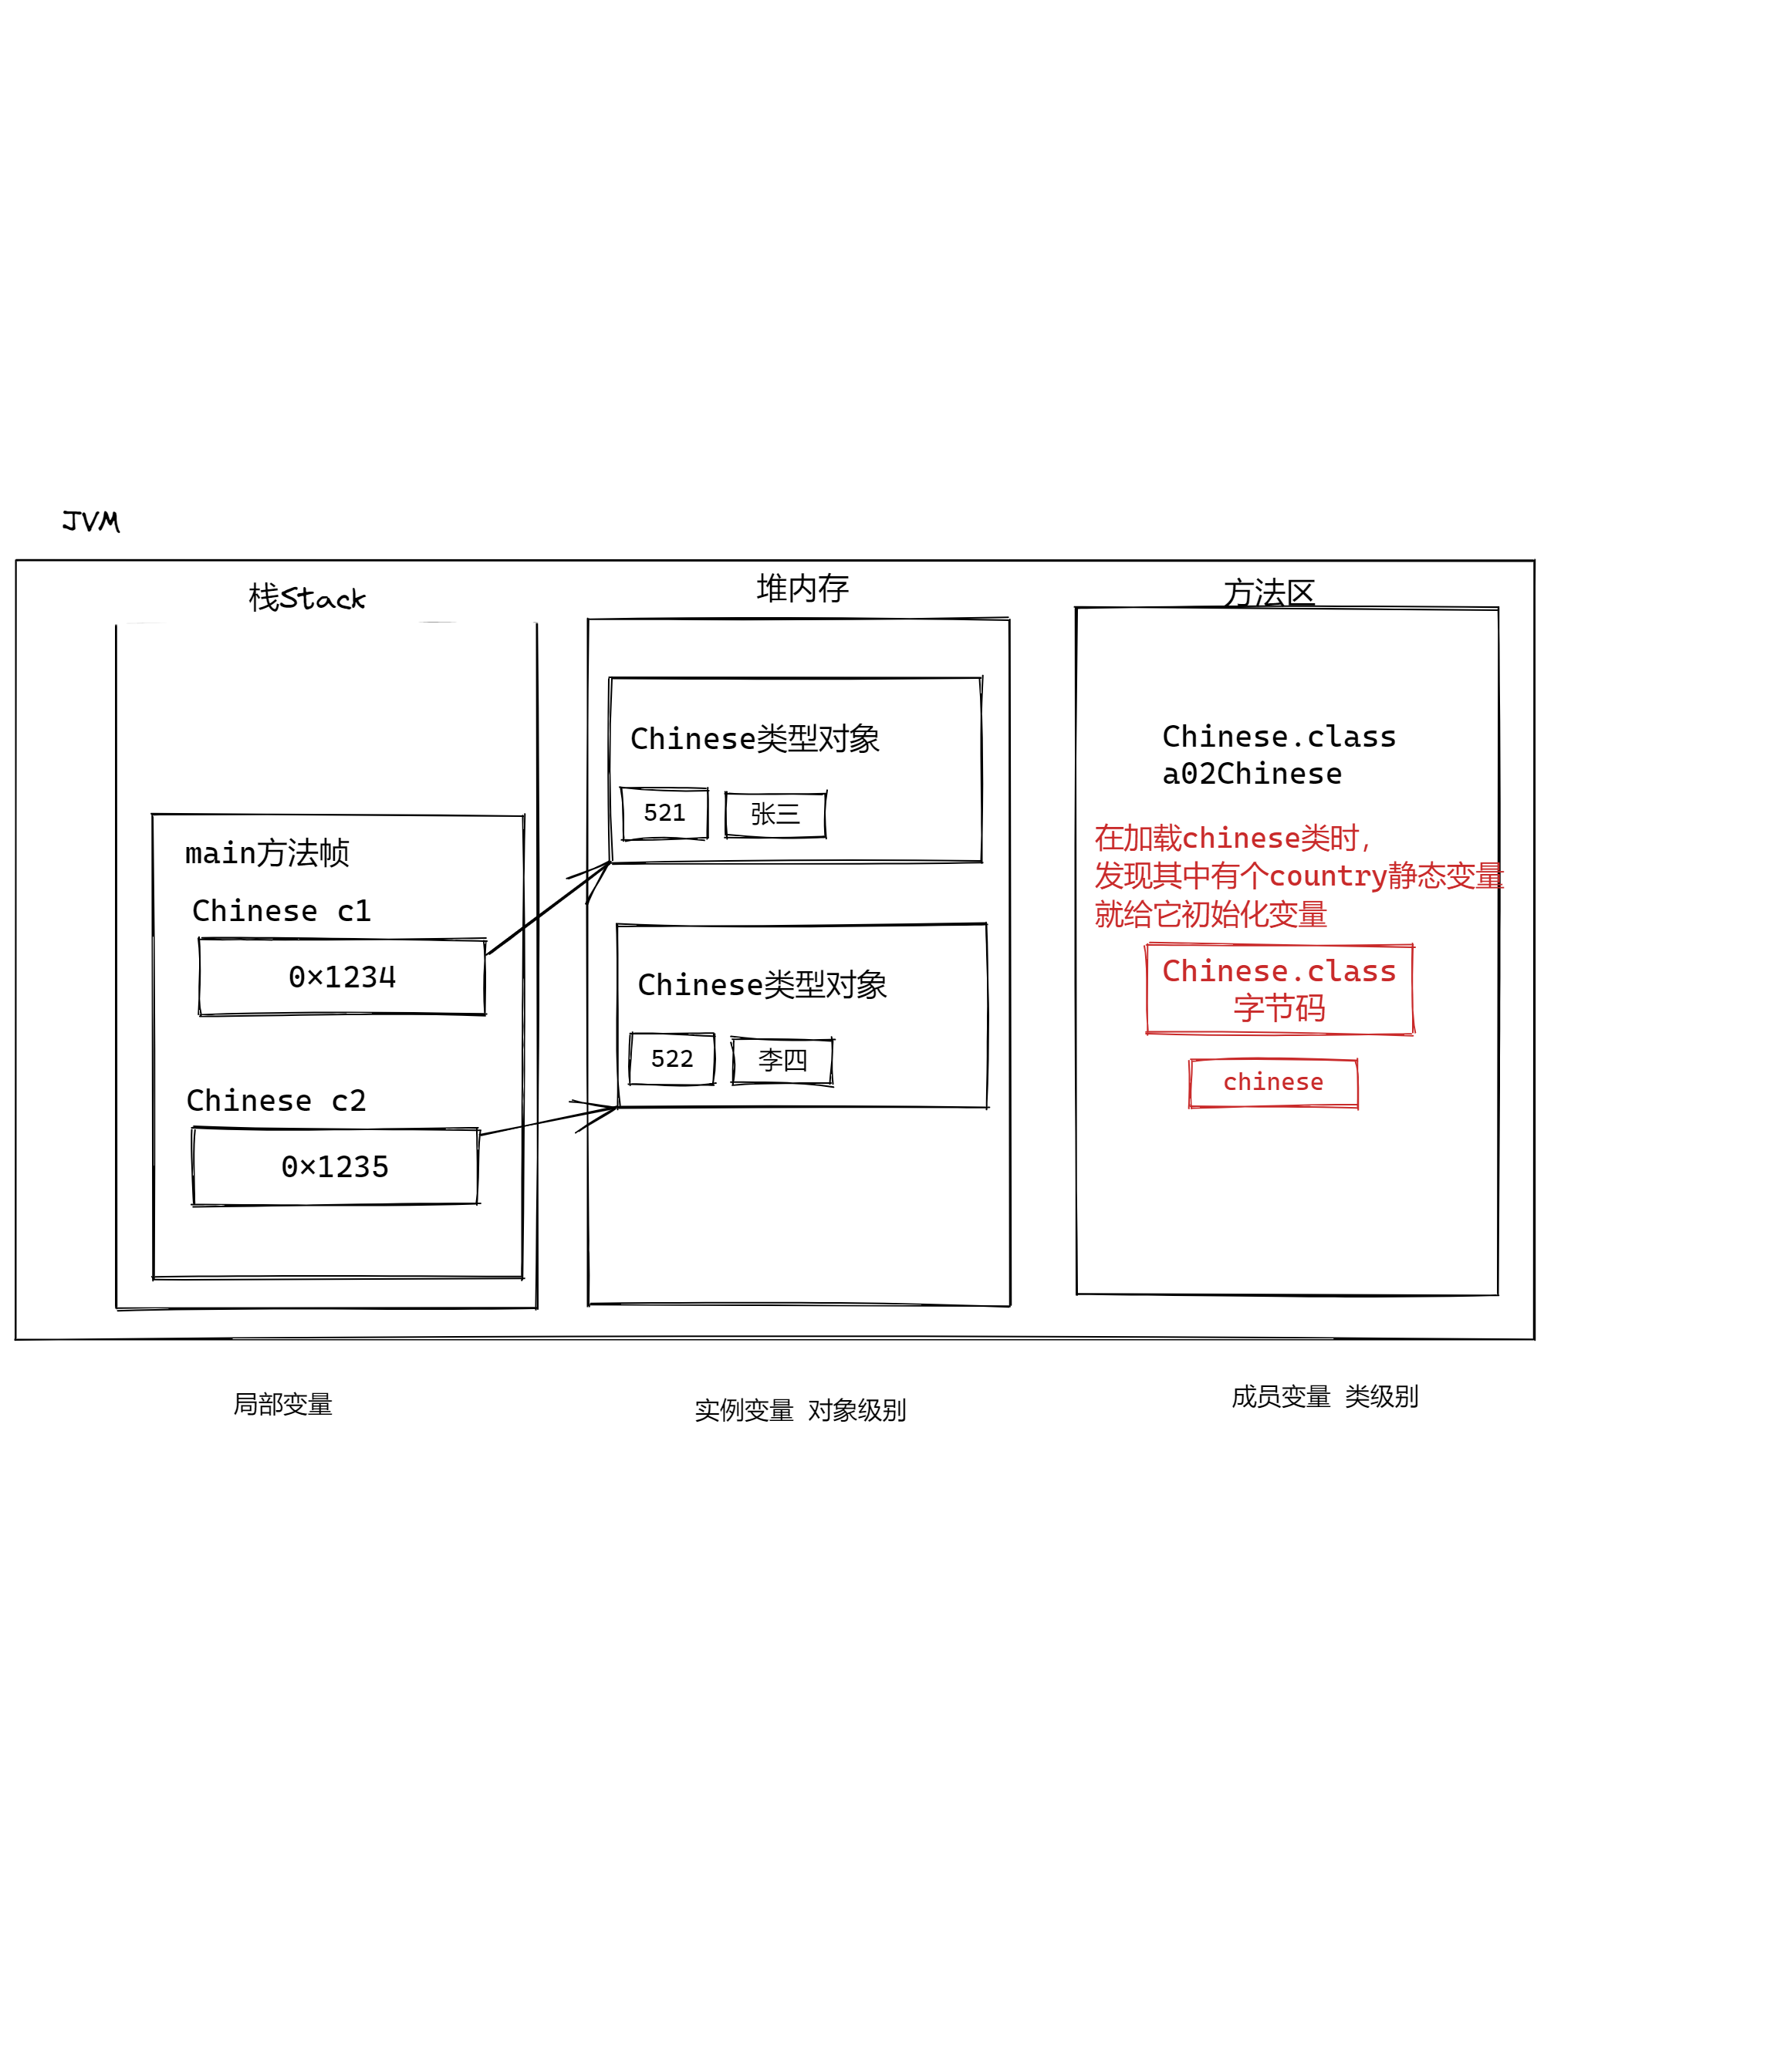 JVM
栈Stack
堆内存
方法区
main方法帧
Chinese c1
0×1234
Chinese c2
0×1235
Chinese类型对象
521
张三
Chinese类型对象
522
李四
Chinese.class
a02Chinese
在加载chinese类时,
发现其中有个country静态变量
就给它初始化变量
Chinese.class
字节码
chinese
局部变量
实例变量 对象级别
成员变量 类级别